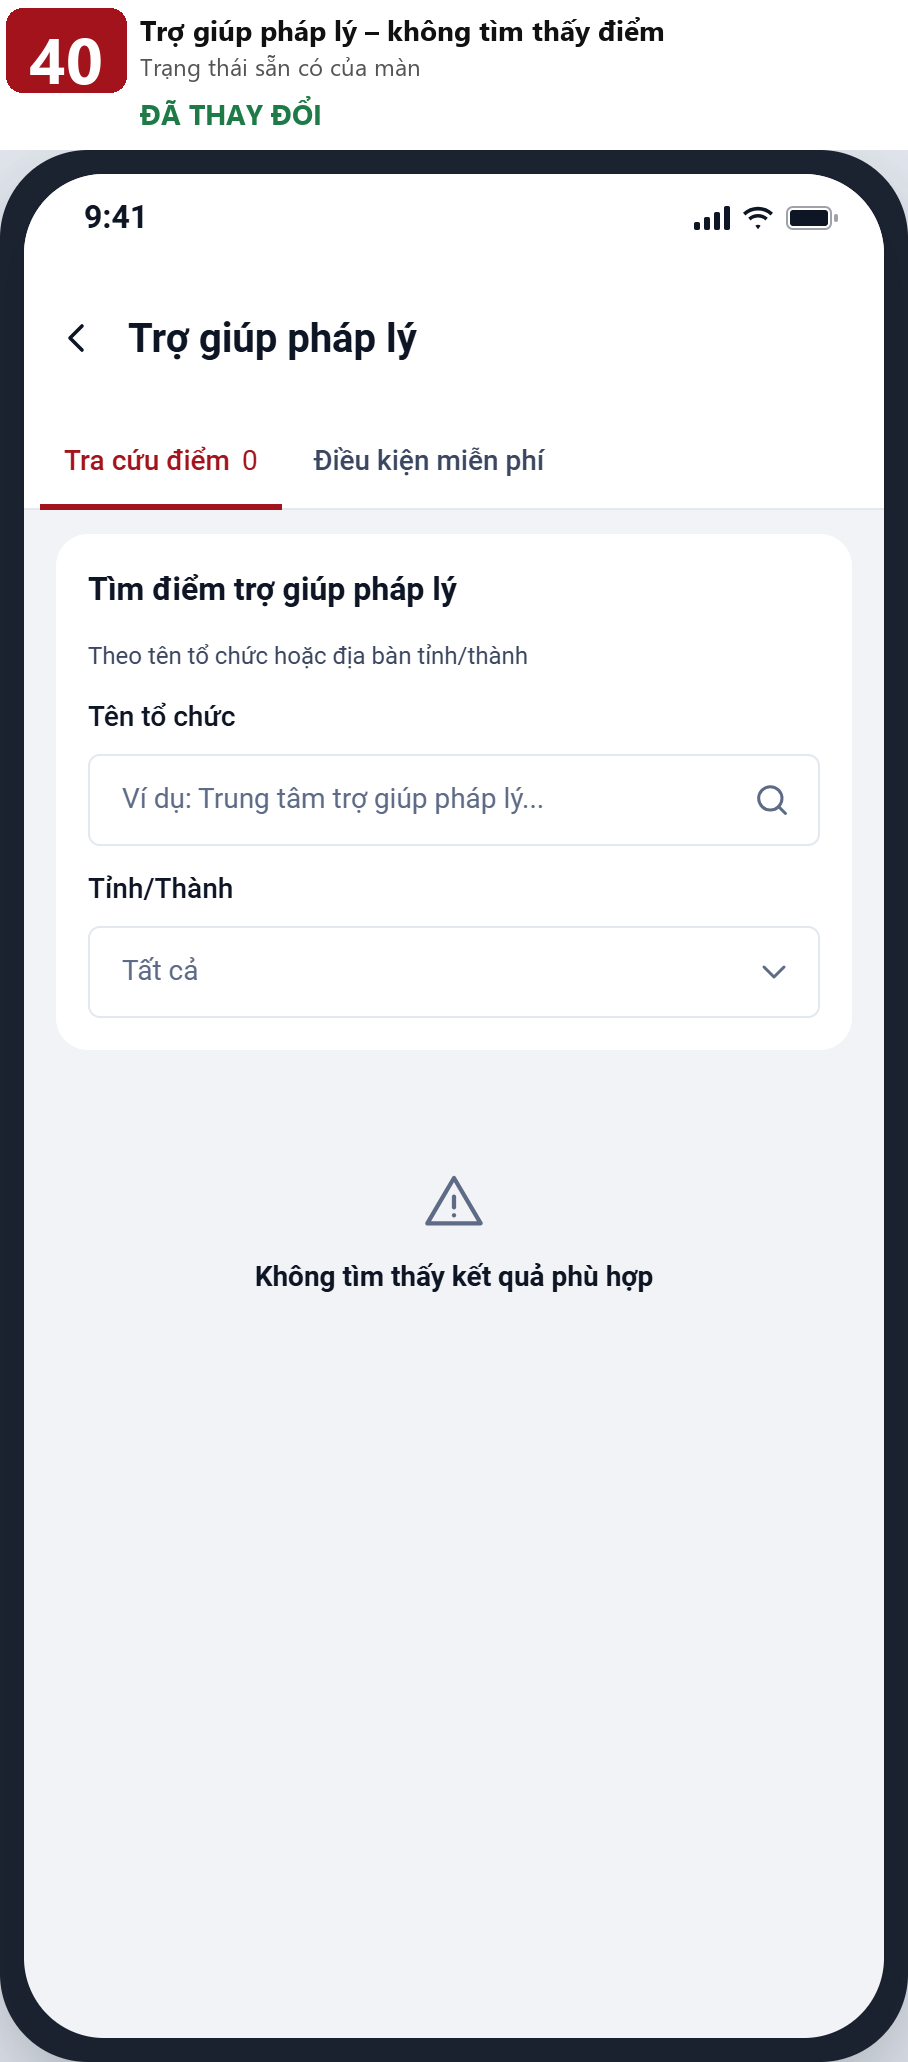 40
Trợ giúp pháp lý – không tìm thấy điểm
Trạng thái sẵn có của màn
ĐÃ THAY ĐỔI
9:41
Trợ giúp pháp lý
Tra cứu điểm 0
Điều kiện miễn phí
Tìm điểm trợ giúp pháp lý
Theo tên tổ chức hoặc địa bàn tỉnh/thành
Tên tổ chức
Ví dụ: Trung tâm trợ giúp pháp lý...
Tỉnh/Thành
Tất cả
Không tìm thấy kết quả phù hợp